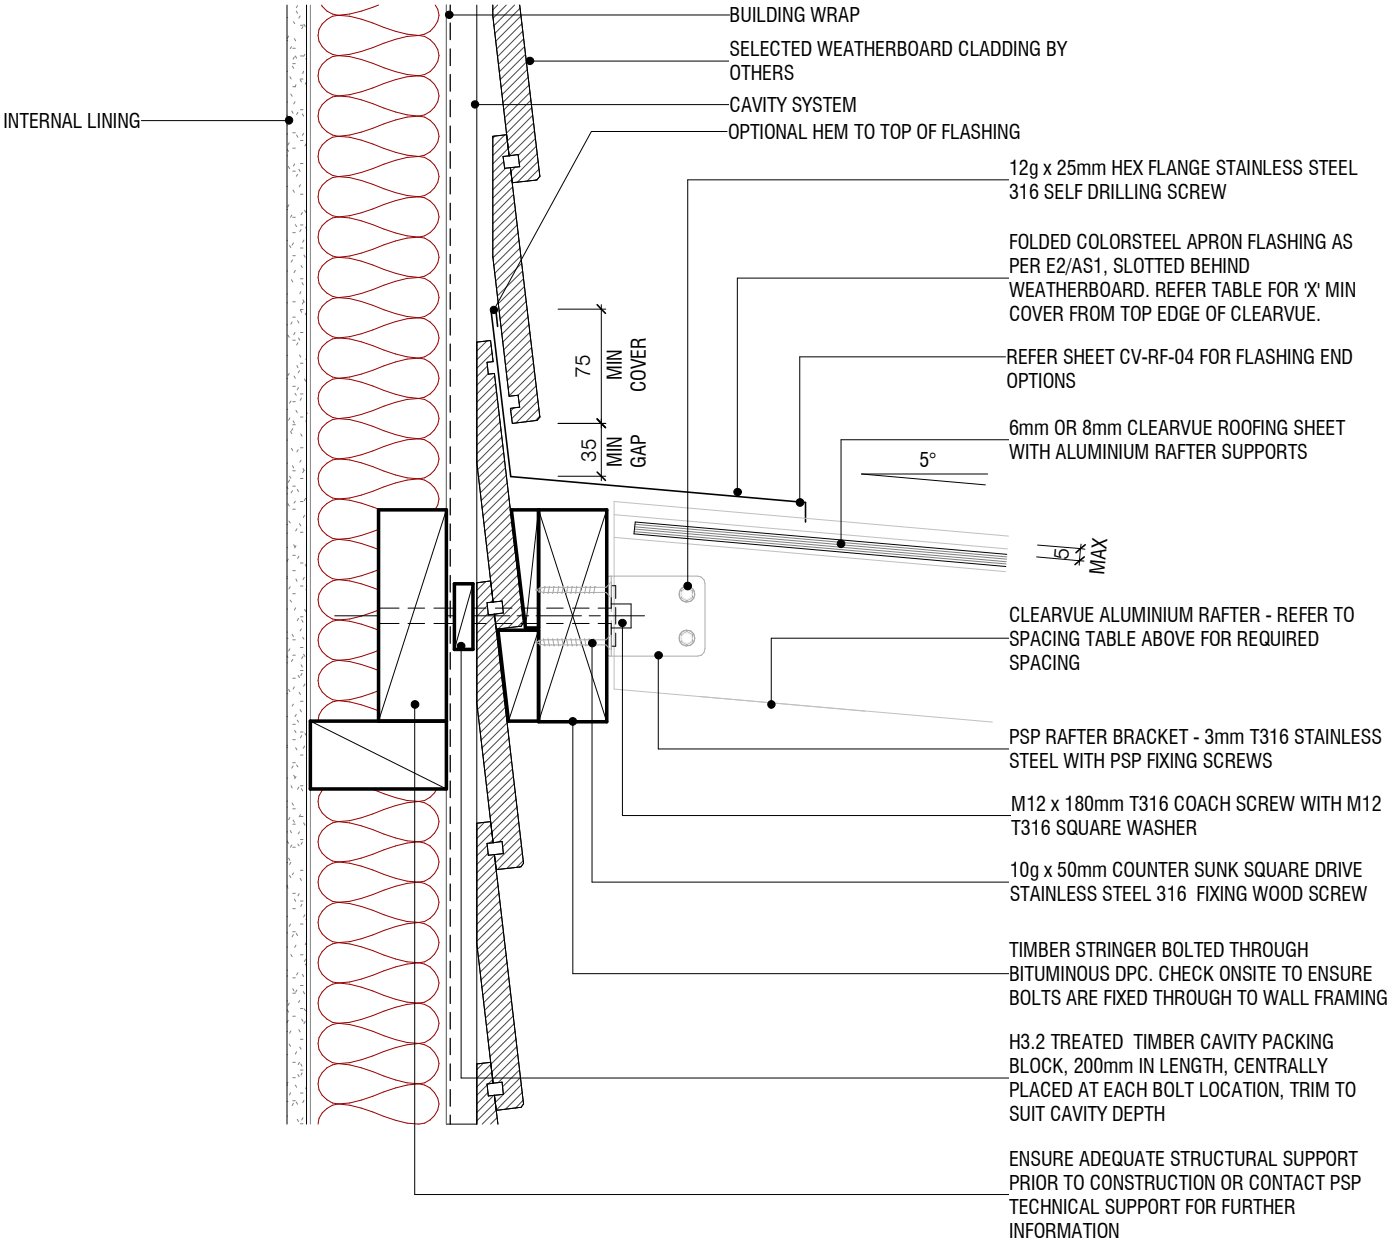 BUILDING WRAP
SELECTED WEATHERBOARD CLADDING BY
OTHERS
CAVITY SYSTEM
INTERNAL LINING
OPTIONAL HEM TO TOP OF FLASHING
12g x 25mm HEX FLANGE STAINLESS STEEL
316 SELF DRILLING SCREW
FOLDED COLORSTEEL APRON FLASHING AS
PER E2/AS1, SLOTTED BEHIND
WEATHERBOARD. REFER TABLE FOR 'X' MIN
COVER FROM TOP EDGE OF CLEARVUE.
75
MIN
COVER
REFER SHEET CV-RF-04 FOR FLASHING END
OPTIONS
35
MIN
GAP
6mm OR 8mm CLEARVUE ROOFING SHEET
WITH ALUMINIUM RAFTER SUPPORTS
5°
5
MAX
CLEARVUE ALUMINIUM RAFTER - REFER TO
SPACING TABLE ABOVE FOR REQUIRED
SPACING
PSP RAFTER BRACKET - 3mm T316 STAINLESS
STEEL WITH PSP FIXING SCREWS
M12 x 180mm T316 COACH SCREW WITH M12
T316 SQUARE WASHER
10g x 50mm COUNTER SUNK SQUARE DRIVE
STAINLESS STEEL 316 FIXING WOOD SCREW
TIMBER STRINGER BOLTED THROUGH
BITUMINOUS DPC. CHECK ONSITE TO ENSURE
BOLTS ARE FIXED THROUGH TO WALL FRAMING
H3.2 TREATED TIMBER CAVITY PACKING
BLOCK, 200mm IN LENGTH, CENTRALLY
PLACED AT EACH BOLT LOCATION, TRIM TO
SUIT CAVITY DEPTH
ENSURE ADEQUATE STRUCTURAL SUPPORT
PRIOR TO CONSTRUCTION OR CONTACT PSP
TECHNICAL SUPPORT FOR FURTHER
INFORMATION